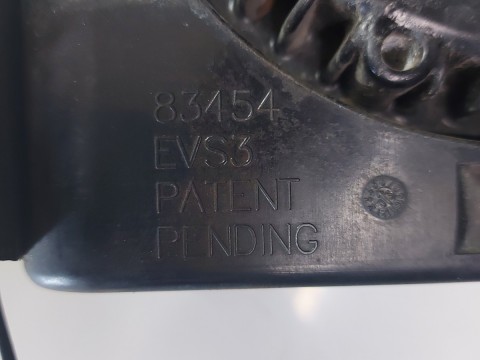 83454
EVS3
PATENT
PENDING